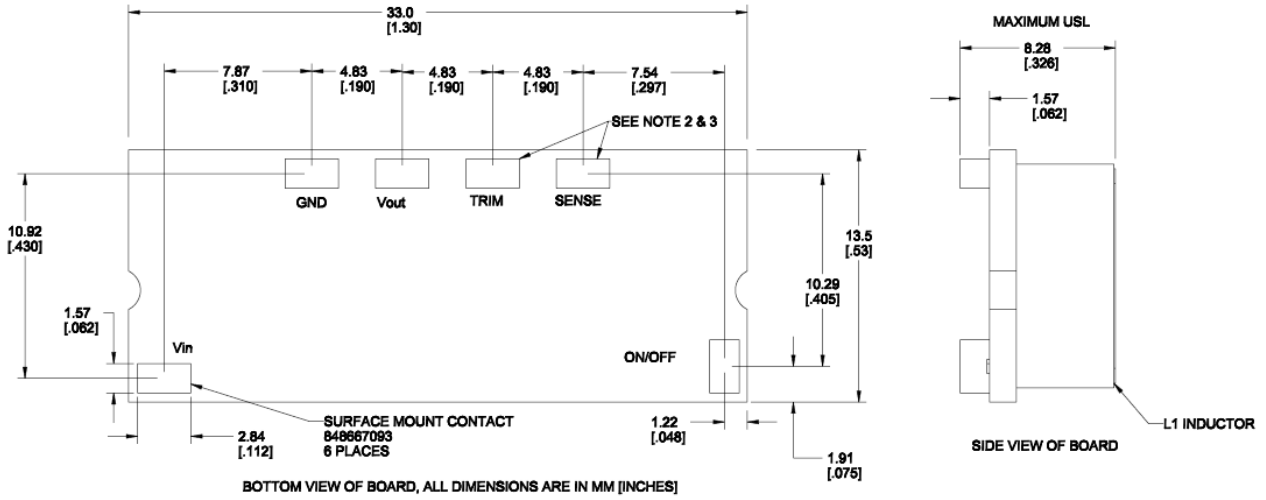 33.0
[1.30]
MAXIMUM USL
8.28
[.326]
7.87
[.310]
4.83
[.190]
4.83
[.190]
4.83
[.190]
7.54
[.297]
1.57
[.062]
SEE NOTE 2 & 3
GND
Vout
TRIM
SENSE
10.92
[.430]
13.5
[.53]
10.29
[.405]
1.57
[.062]
Vin
ON/OFF
SURFACE MOUNT CONTACT
848667093
6 PLACES
2.84
[.112]
1.22
[.048]
1.91
[.075]
L1 INDUCTOR
SIDE VIEW OF BOARD
BOTTOM VIEW OF BOARD, ALL DIMENSIONS ARE IN MM [INCHES]